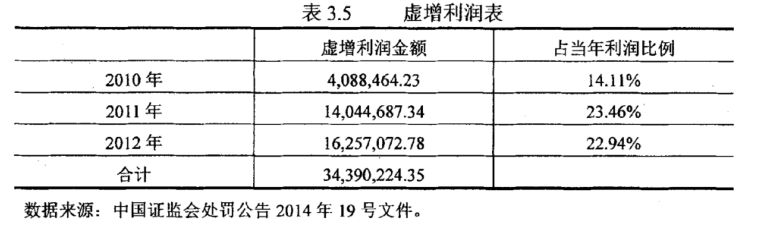 表 3.5 虚增利润表
虚增利润金额 占当年利润比例
2010 年 4,088,464.23 14.11%
2011 年 14,044,687.34 23.46%
2012 年 16,257,072.78 22.94%
合计 34,390,224.35
数据来源：中国证监会处罚公告 2014 年 19 号文件。